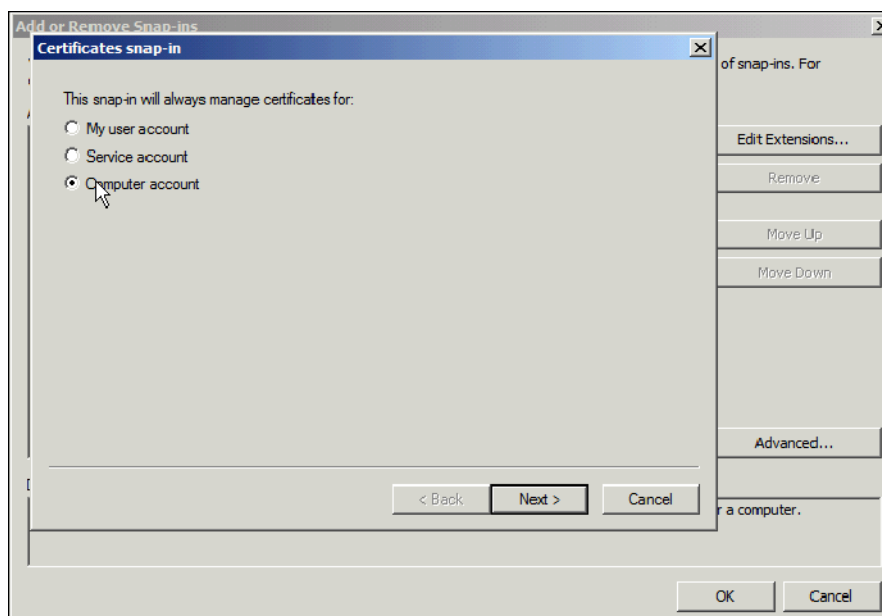 Add or Remove Snap-ins
Certificates snap-in
of snap-ins. For
This snap-in will always manage certificates for:
My user account
Service account
Computer account
Edit Extensions...
Remove
Move Up
Move Down
Advanced...
< Back
Next >
Cancel
r a computer.
OK
Cancel